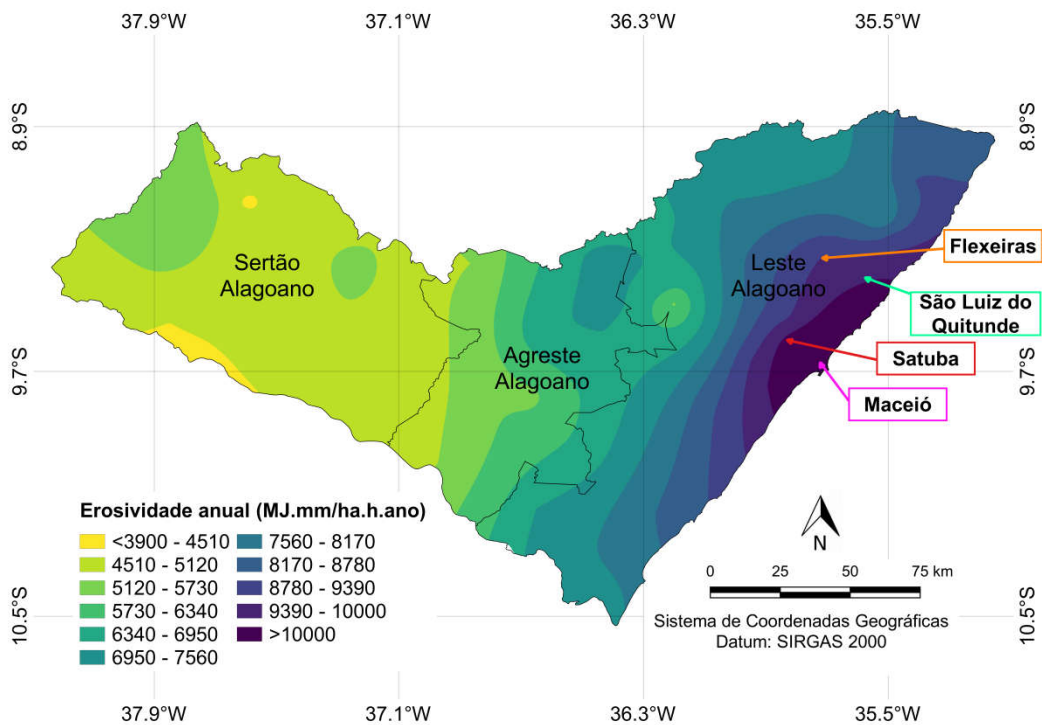 37.9°W
37.1°W
36.3°W
35.5°W
8.9°S
8.9°S
Sertão
Alagoano
Leste
Alagoano
Flexeiras
São Luiz do
Quitunde
Agreste
Alagoano
Satuba
9.7°S
9.7°S
Maceió
Erosividade anual (MJ.mm/ha.h.ano)
<3900 - 4510
7560 - 8170
4510 - 5120
8170 - 8780
5120 - 5730
8780 - 9390
5730 - 6340
9390 - 10000
6340 - 6950
>10000
6950 - 7560
N
0 25 50 75 km
Sistema de Coordenadas Geográficas
Datum: SIRGAS 2000
10.5°S
10.5°S
37.9°W
37.1°W
36.3°W
35.5°W